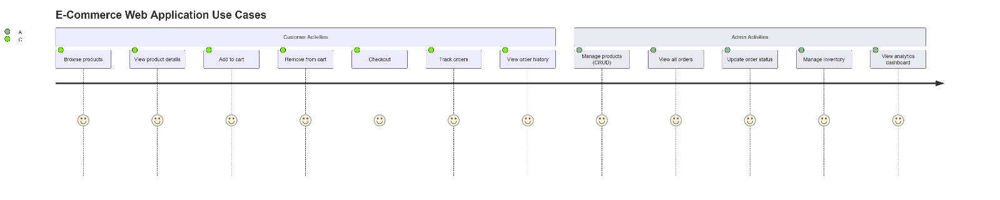 E-Commerce Web Application Use Cases
A
C
Customer Activities
Admin Activities
Browse products
View product details
Add to cart
Remove from cart
Checkout
Track orders
View order history
Manage products
(CRUD)
View all orders
Update order status
Manage inventory
View analytics
dashboard